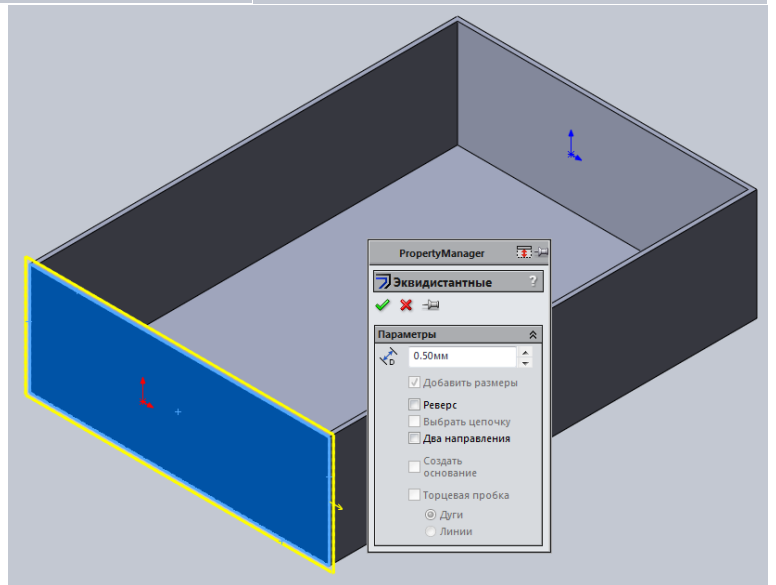 PropertyManager
Эквидистантные ?
Параметры
D 0.50мм
Добавить размеры
Реверс
Выбрать цепочку
Два направления
Создать
основание
Торцевая пробка
Дуги
Линии